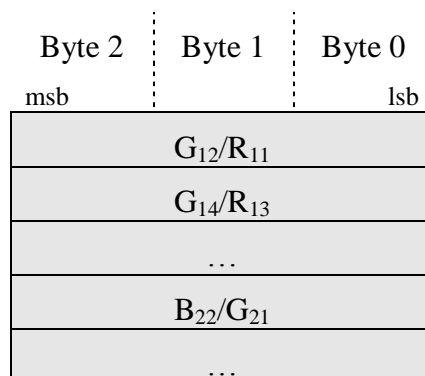 Byte 2 Byte 1 Byte 0
msb lsb
G₁₂/R₁₁
G₁₄/R₁₃
…
B₂₂/G₂₁
…